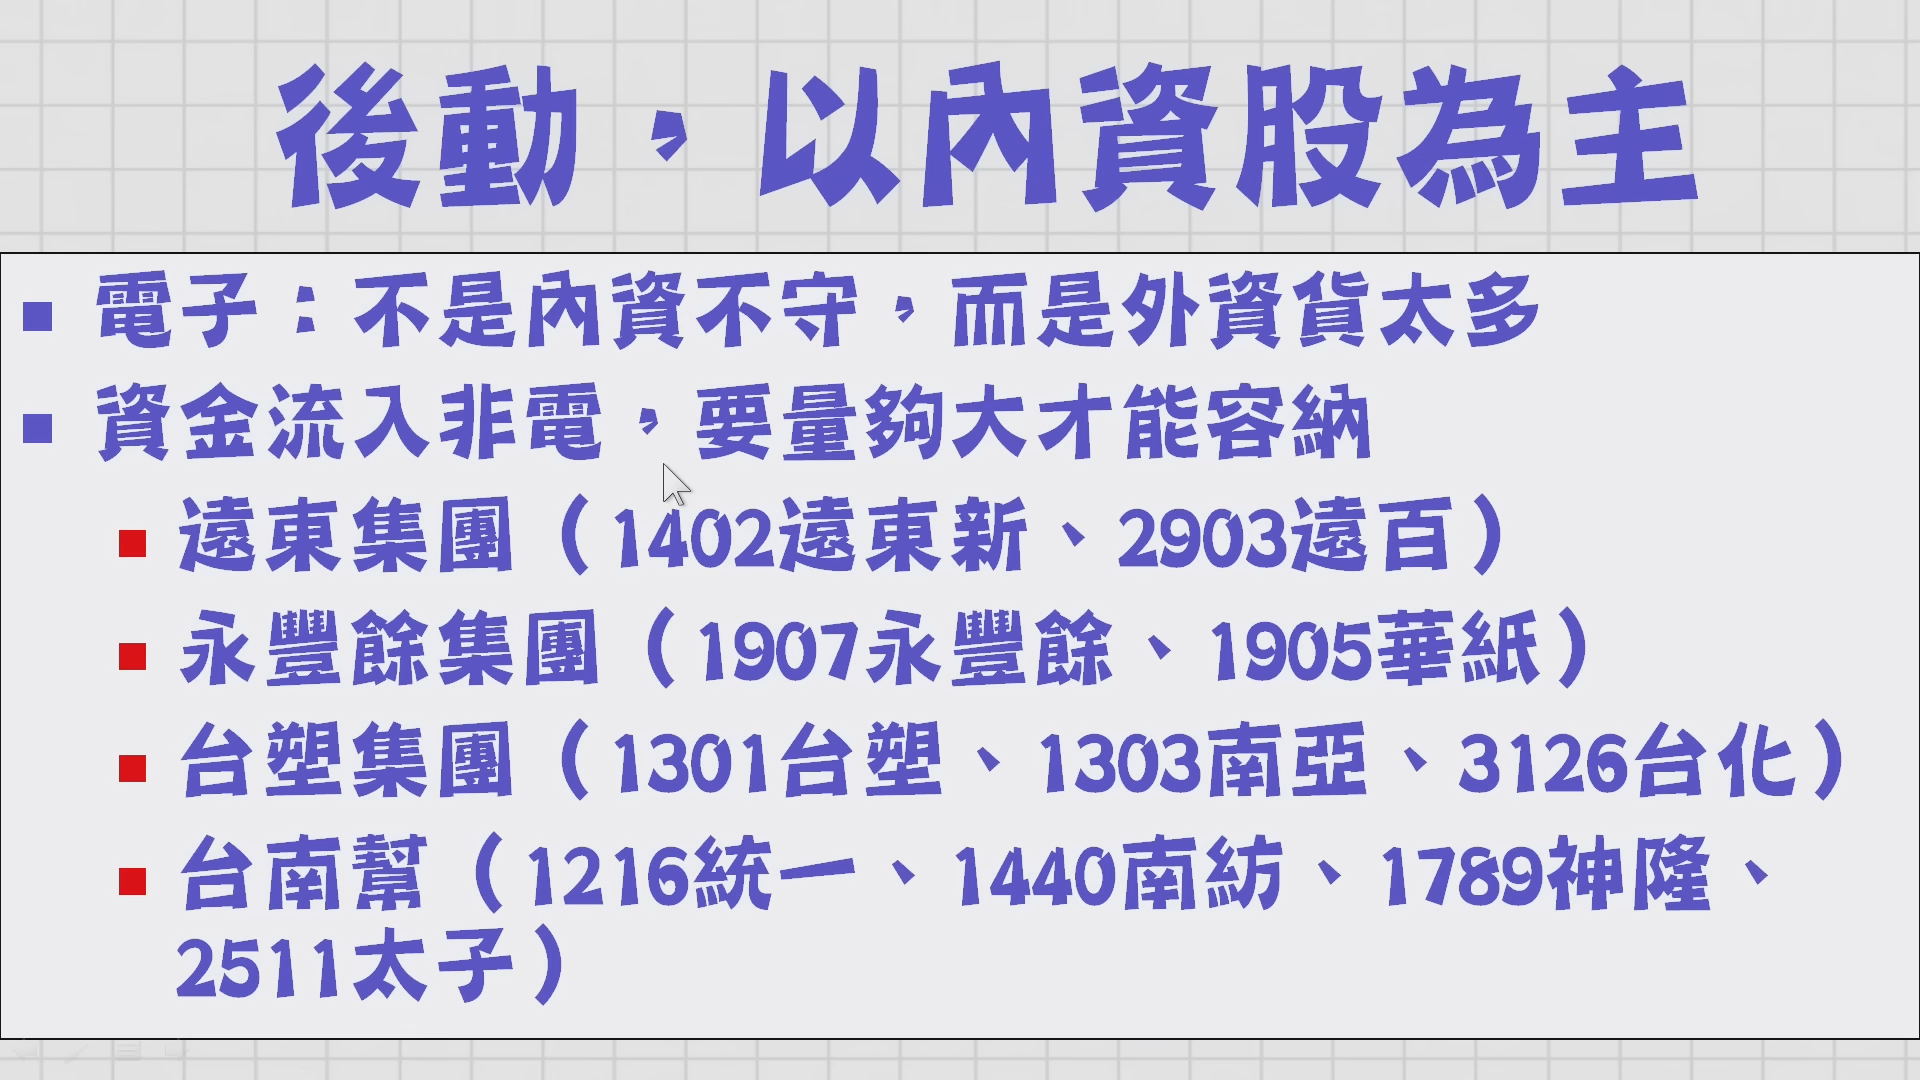 後動，以內資股為主
電子：不是內資不守，而是外資貨太多
資金流入非電，要量夠大才能容納
遠東集團（1402遠東新、2903遠百）
永豐餘集團（1907永豐餘、1905華紙）
台塑集團（1301台塑、1303南亞、3126台化）
台南幫（1216統一、1440南紡、1789神隆、
2511太子）